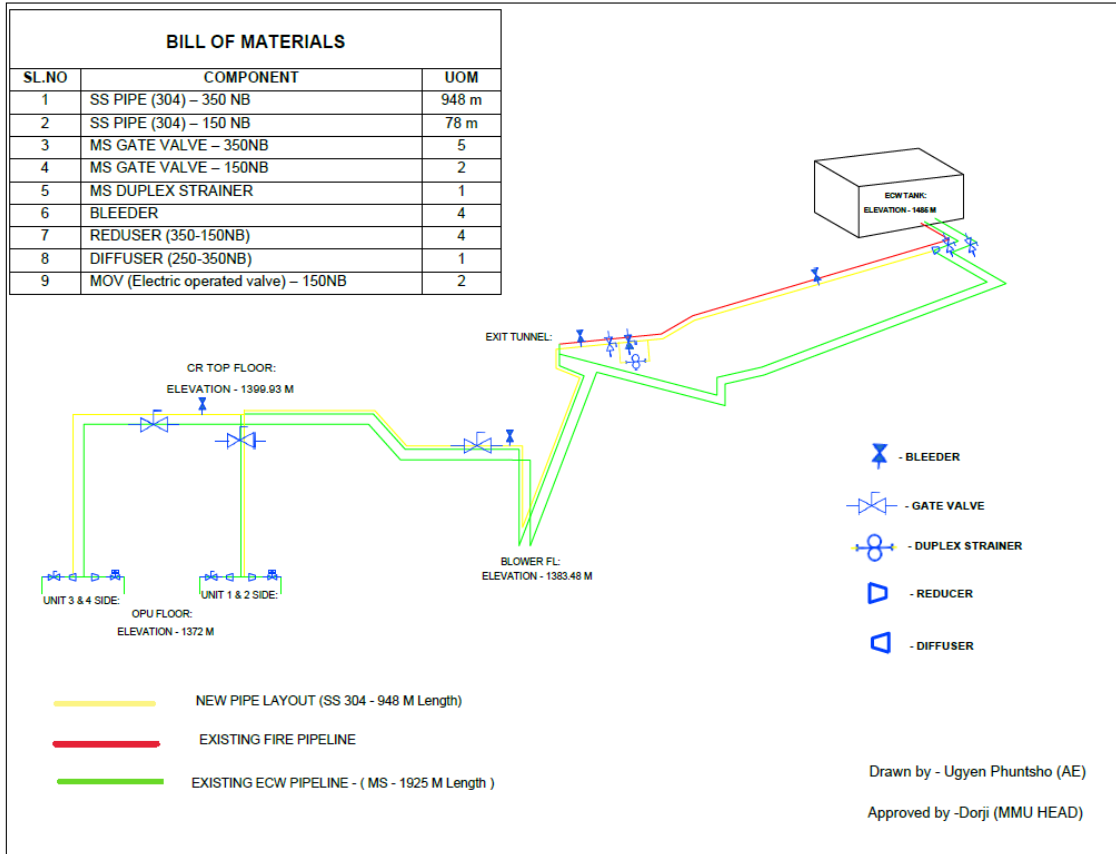 BILL OF MATERIALS
SL.NO COMPONENT UOM
1 SS PIPE (304) – 350 NB 948 m
2 SS PIPE (304) – 150 NB 78 m
3 MS GATE VALVE – 350NB 5
4 MS GATE VALVE – 150NB 2
5 MS DUPLEX STRAINER 1
6 BLEEDER 4
7 REDUSER (350-150NB) 4
8 DIFFUSER (250-350NB) 1
9 MOV (Electric operated valve) – 150NB 2
ECW TANK:
ELEVATION - 1485 M
EXIT TUNNEL:
CR TOP FLOOR:
ELEVATION - 1399.93 M
BLOWER FL:
ELEVATION - 1383.48 M
UNIT 3 & 4 SIDE:
UNIT 1 & 2 SIDE:
OPU FLOOR:
ELEVATION - 1372 M
- BLEEDER
- GATE VALVE
- DUPLEX STRAINER
- REDUCER
- DIFFUSER
NEW PIPE LAYOUT (SS 304 - 948 M Length)
EXISTING FIRE PIPELINE
EXISTING ECW PIPELINE - ( MS - 1925 M Length )
Drawn by - Ugyen Phuntsho (AE)
Approved by -Dorji (MMU HEAD)